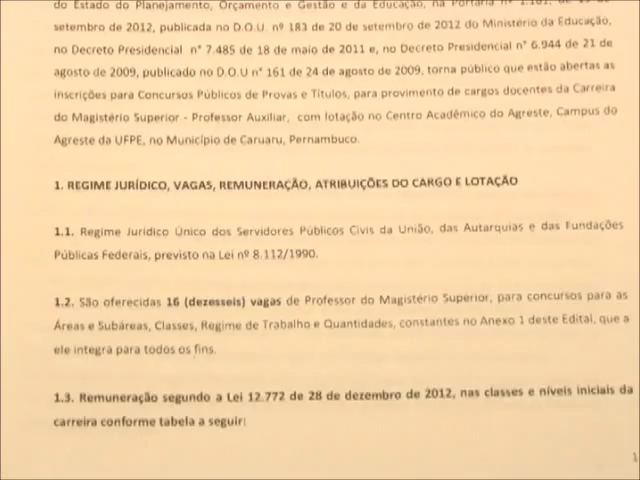 do Estado do Planejamento, Orçamento e Gestão e da Educação, na Portaria nº 1.181, de
setembro de 2012, publicada no D.O.U. nº 183 de 20 de setembro de 2012 do Ministério da Educação,
no Decreto Presidencial n° 7.485 de 18 de maio de 2011 e, no Decreto Presidencial n° 6.944 de 21 de
agosto de 2009, publicado no D.O.U n° 161 de 24 de agosto de 2009, torna público que estão abertas as
inscrições para Concursos Públicos de Provas e Títulos, para provimento de cargos docentes da Carreira
do Magistério Superior - Professor Auxiliar, com lotação no Centro Acadêmico do Agreste, Campus do
Agreste da UFPE, no Município de Caruaru, Pernambuco.
1. REGIME JURÍDICO, VAGAS, REMUNERAÇÃO, ATRIBUIÇÕES DO CARGO E LOTAÇÃO
1.1. Regime Jurídico Único dos Servidores Públicos Civis da União, das Autarquias e das Fundações
Públicas Federais, previsto na Lei nº 8.112/1990.
1.2. São oferecidas 16 (dezesseis) vagas de Professor do Magistério Superior, para concursos para as
Áreas e Subáreas, Classes, Regime de Trabalho e Quantidades, constantes no Anexo 1 deste Edital, que a
ele integra para todos os fins.
1.3. Remuneração segundo a Lei 12.772 de 28 de dezembro de 2012, nas classes e níveis iniciais da
carreira conforme tabela a seguir:
1